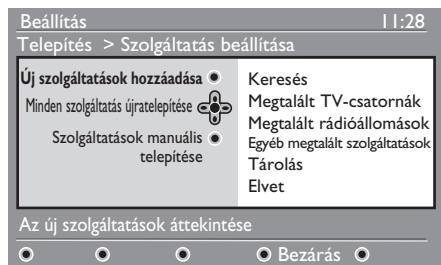 Beállítás 11:28
Telepítés > Szolgáltatás beállítása
Új szolgáltatások hozzáadása
Minden szolgáltatás újratelepítése
Szolgáltatások manuális
telepítése
Keresés
Megtalált TV-csatornák
Megtalált rádióállomások
Egyéb megtalált szolgáltatások
Tárolás
Elvet
Az új szolgáltatások áttekintése
Bezárás